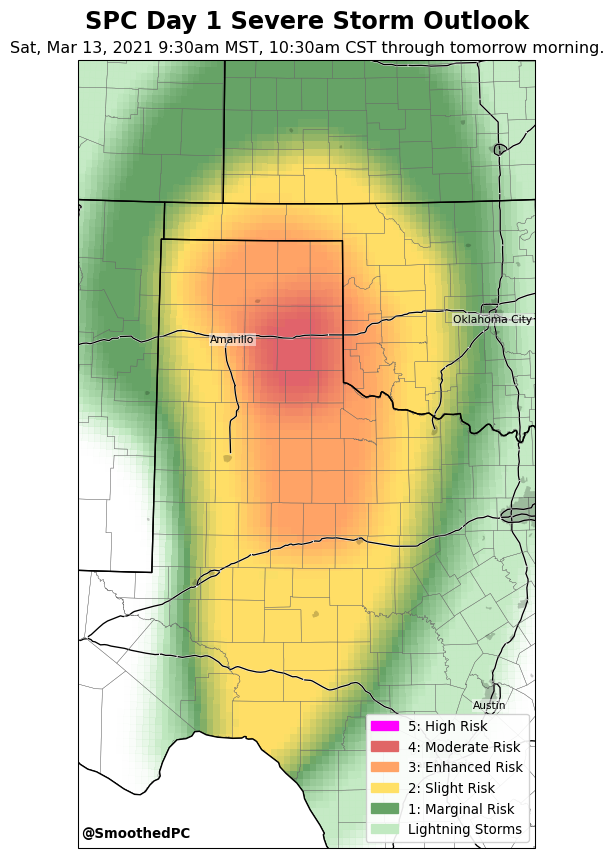 SPC Day 1 Severe Storm Outlook
Sat, Mar 13, 2021 9:30am MST, 10:30am CST through tomorrow morning.
Oklahoma City
Amarillo
Austin
5: High Risk
4: Moderate Risk
3: Enhanced Risk
2: Slight Risk
1: Marginal Risk
Lightning Storms
@SmoothedPC